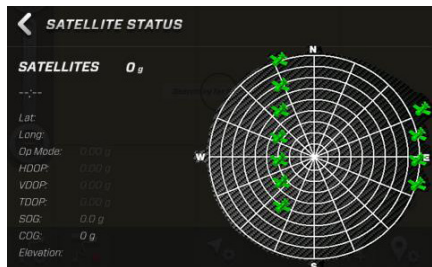 SATELLITE STATUS
SATELLITES 0 g
--:--
Lat:
Long:
Op Mode: 0.00 g
HDOP: 0.00 g
VDOP: 0.00 g
TDOP: 0.00 g
SOG: 0.0 g
COG: 0 g
Elevation:
N
W
E
S